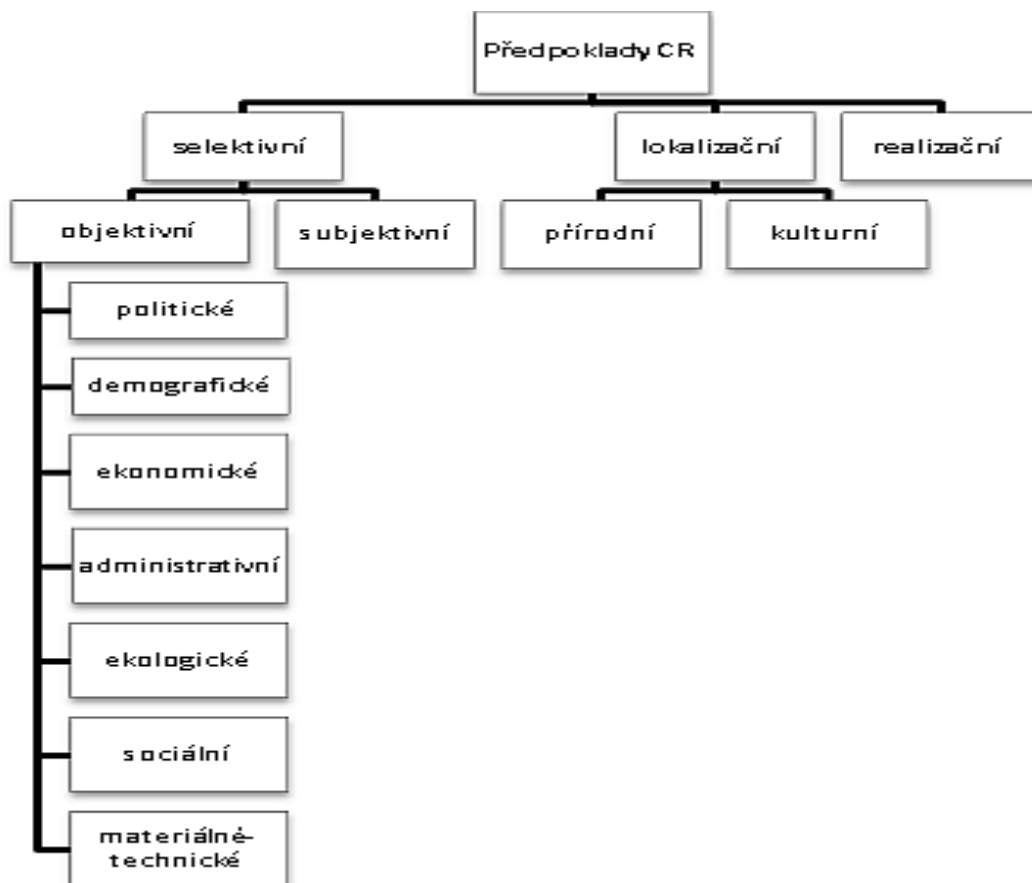 Předpoklady CR
selektivní
lokalizační
realizační
objektivní
subjektivní
přírodní
kulturní
politické
demografické
ekonomické
administrativní
ekologické
sociální
materiálně-
technické